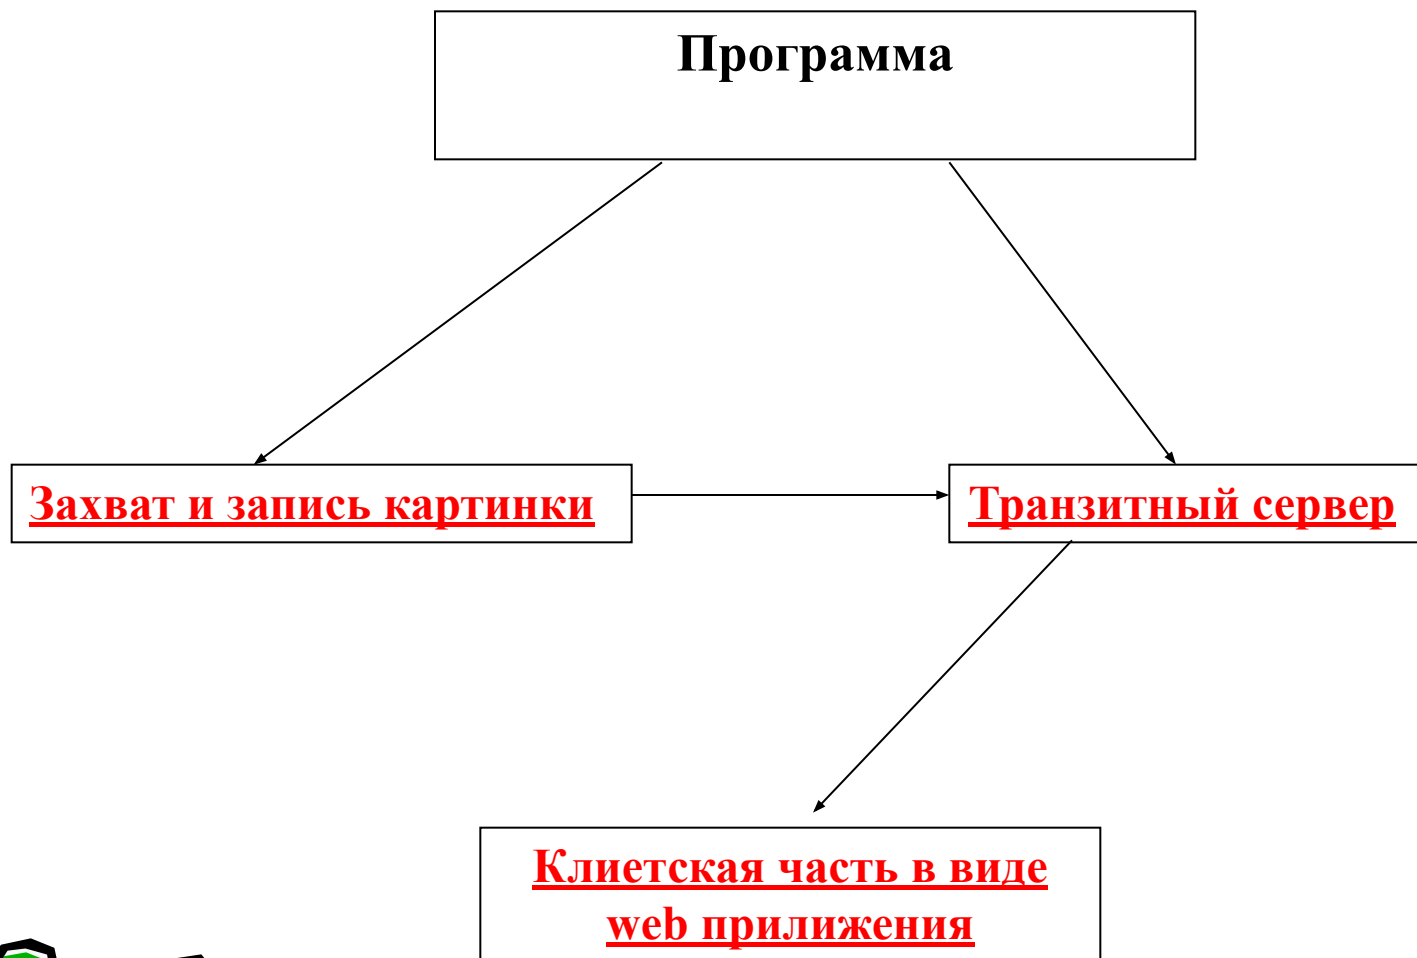 Программа
Захват и запись картинки
Транзитный сервер
Клиетская часть в виде
web прилижения